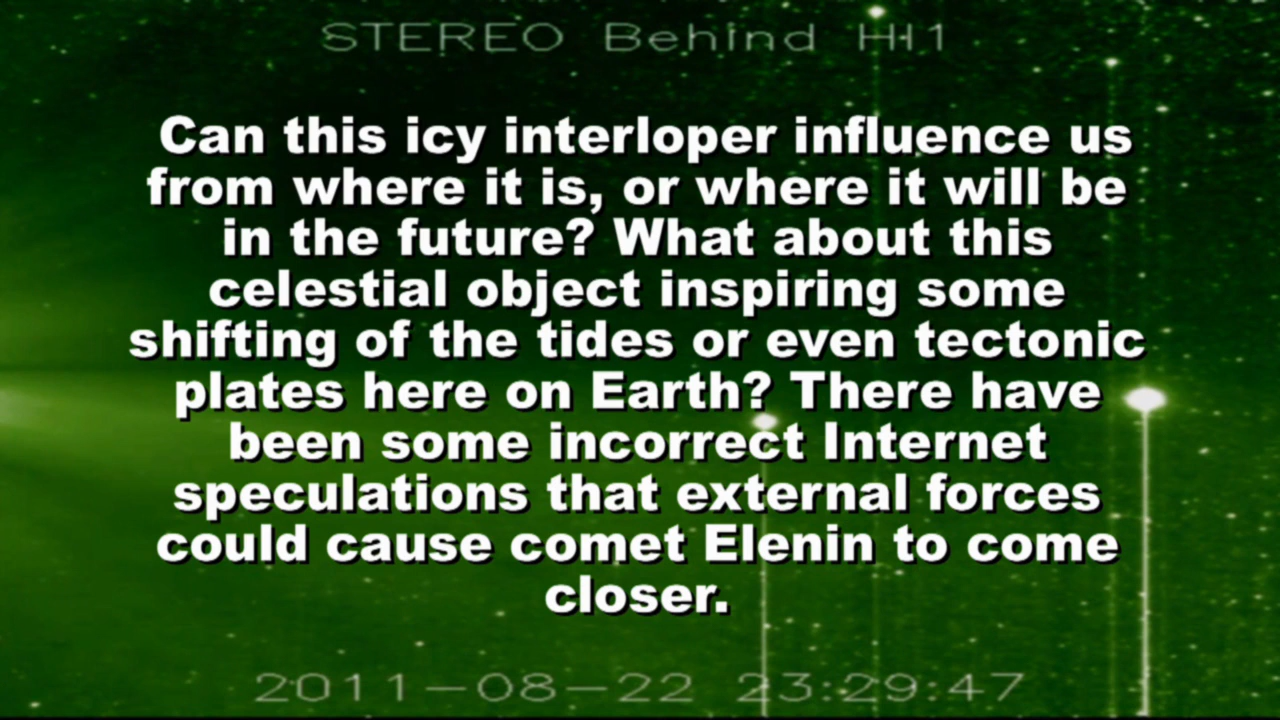 STEREO Behind HI1
Can this icy interloper influence us
from where it is, or where it will be
in the future? What about this
celestial object inspiring some
shifting of the tides or even tectonic
plates here on Earth? There have
been some incorrect Internet
speculations that external forces
could cause comet Elenin to come
closer.
2011-08-22 23:29:47